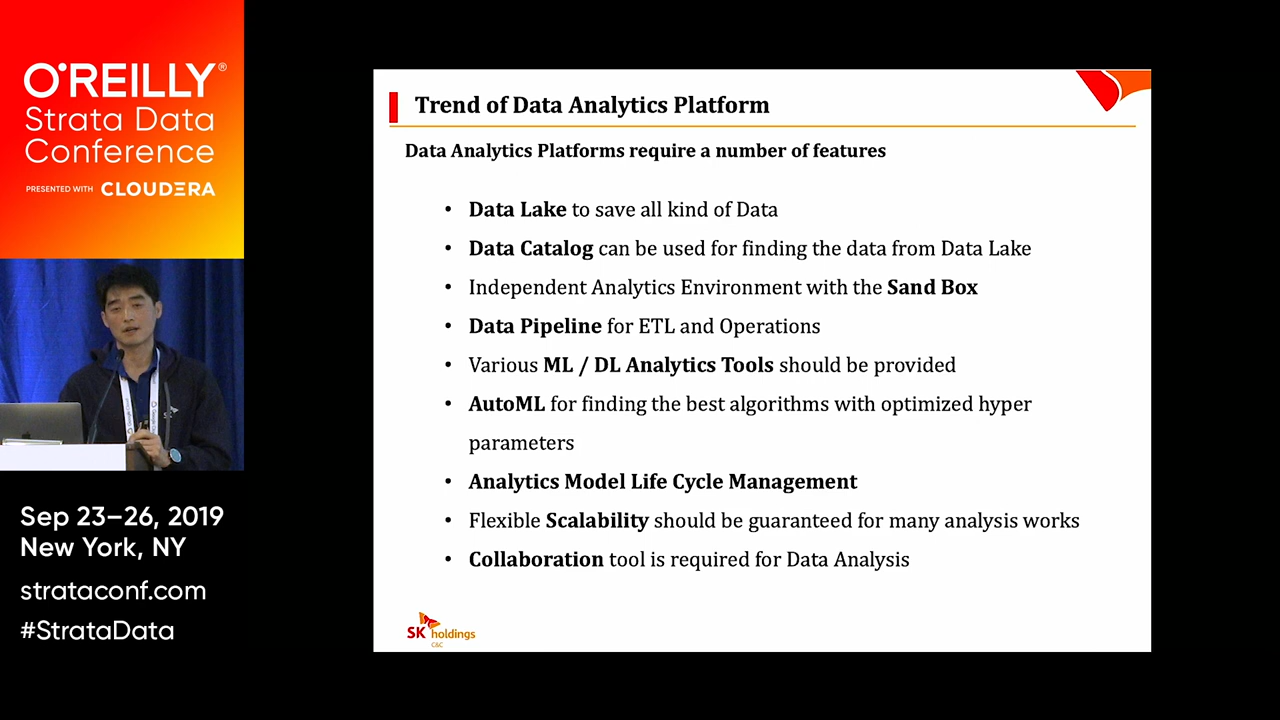 O'REILLY®
Strata Data
Conference
PRESENTED WITH CLOUDERA
Sep 23–26, 2019
New York, NY
strataconf.com
#StrataData
Trend of Data Analytics Platform
Data Analytics Platforms require a number of features
• Data Lake to save all kind of Data
• Data Catalog can be used for finding the data from Data Lake
• Independent Analytics Environment with the Sand Box
• Data Pipeline for ETL and Operations
• Various ML / DL Analytics Tools should be provided
• AutoML for finding the best algorithms with optimized hyper
parameters
• Analytics Model Life Cycle Management
• Flexible Scalability should be guaranteed for many analysis works
• Collaboration tool is required for Data Analysis
SK holdings
C&C